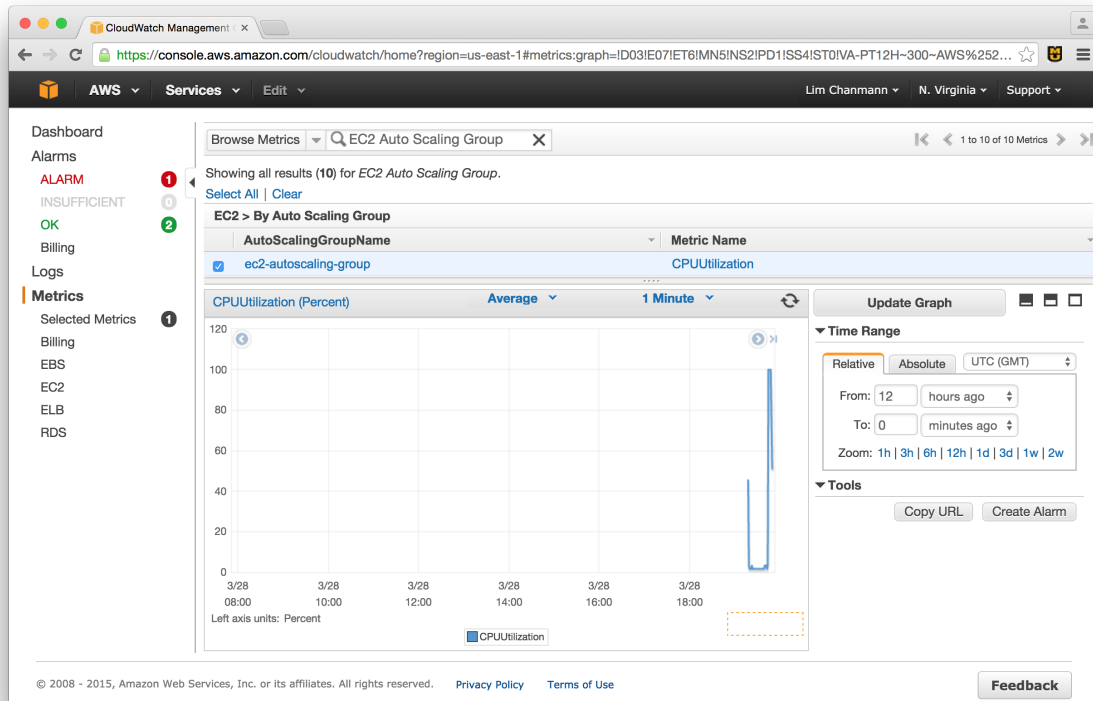 CloudWatch Management C
https://console.aws.amazon.com/cloudwatch/home?region=us-east-1#metrics:graph=!D03!E07!ET6!MN5!NS2!PD1!SS4!ST0!VA-PT12H~300~AWS%252...
AWS Services Edit Lim Chanmann N. Virginia Support
Dashboard
Alarms
ALARM 1
INSUFFICIENT 0
OK 2
Billing
Logs
Metrics
Selected Metrics 1
Billing
EBS
EC2
ELB
RDS
Browse Metrics EC2 Auto Scaling Group 1 to 10 of 10 Metrics
Showing all results (10) for EC2 Auto Scaling Group.
Select All | Clear
EC2 > By Auto Scaling Group
AutoScalingGroupName Metric Name
ec2-autoscaling-group CPUUtilization
CPUUtilization (Percent) Average 1 Minute
120
100
80
60
40
20
0
3/28 3/28 3/28 3/28 3/28 3/28
08:00 10:00 12:00 14:00 16:00 18:00
Left axis units: Percent
CPUUtilization
Update Graph
Time Range
Relative Absolute UTC (GMT)
From: 12 hours ago
To: 0 minutes ago
Zoom: 1h | 3h | 6h | 12h | 1d | 3d | 1w | 2w
Tools
Copy URL Create Alarm
© 2008 - 2015, Amazon Web Services, Inc. or its affiliates. All rights reserved. Privacy Policy Terms of Use
Feedback